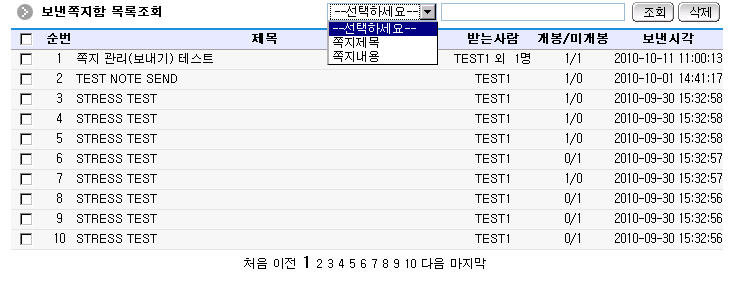 보낸쪽지함 목록조회 --선택하세요-- 조회 삭제
--선택하세요--
쪽지제목
쪽지내용
순번 제목 받는사람 개봉/미개봉 보낸시각
1 쪽지 관리(보내기) 테스트 TEST1 외 1명 1/1 2010-10-11 11:00:13
2 TEST NOTE SEND TEST1 1/0 2010-10-01 14:41:17
3 STRESS TEST TEST1 1/0 2010-09-30 15:32:58
4 STRESS TEST TEST1 1/0 2010-09-30 15:32:58
5 STRESS TEST TEST1 1/0 2010-09-30 15:32:58
6 STRESS TEST TEST1 0/1 2010-09-30 15:32:57
7 STRESS TEST TEST1 1/0 2010-09-30 15:32:57
8 STRESS TEST TEST1 0/1 2010-09-30 15:32:56
9 STRESS TEST TEST1 0/1 2010-09-30 15:32:56
10 STRESS TEST TEST1 0/1 2010-09-30 15:32:56
처음 이전 1 2 3 4 5 6 7 8 9 10 다음 마지막